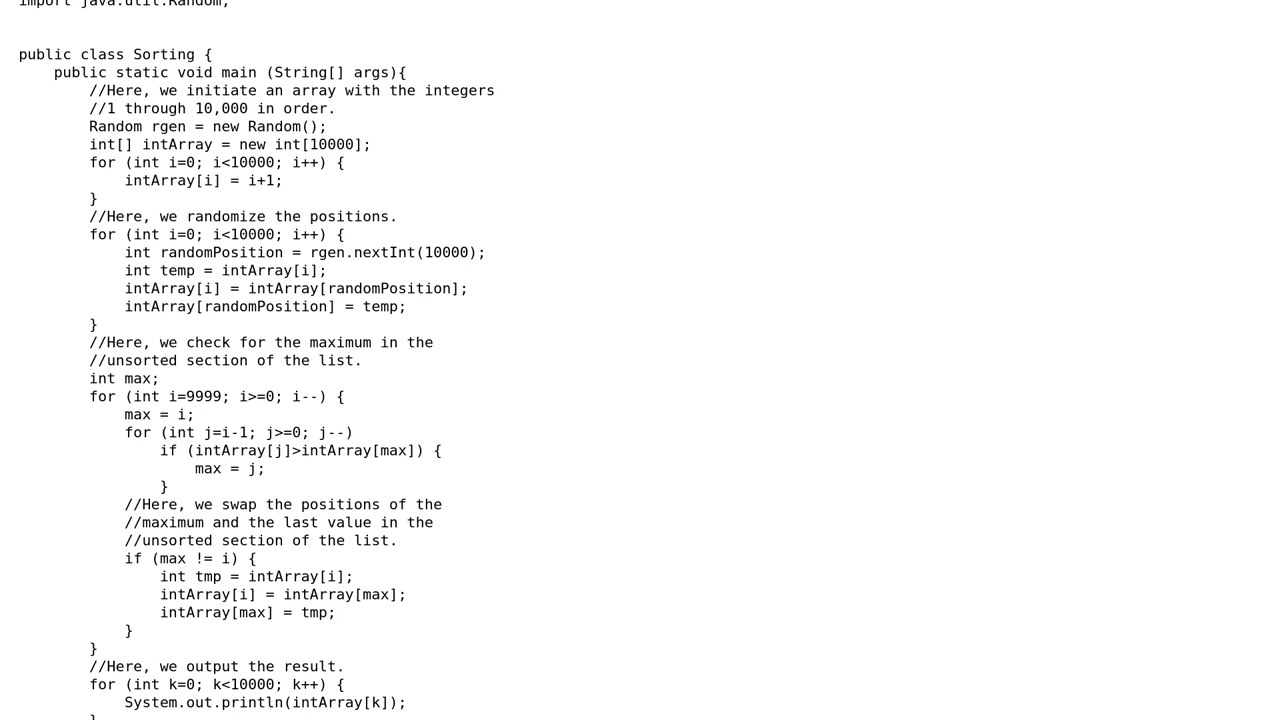 import java.util.Random;
public class Sorting {
    public static void main (String[] args){
        //Here, we initiate an array with the integers
        //1 through 10,000 in order.
        Random rgen = new Random();
        int[] intArray = new int[10000];
        for (int i=0; i<10000; i++) {
            intArray[i] = i+1;
        }
        //Here, we randomize the positions.
        for (int i=0; i<10000; i++) {
            int randomPosition = rgen.nextInt(10000);
            int temp = intArray[i];
            intArray[i] = intArray[randomPosition];
            intArray[randomPosition] = temp;
        }
        //Here, we check for the maximum in the
        //unsorted section of the list.
        int max;
        for (int i=9999; i>=0; i--) {
            max = i;
            for (int j=i-1; j>=0; j--)
                if (intArray[j]>intArray[max]) {
                    max = j;
                }
            //Here, we swap the positions of the
            //maximum and the last value in the
            //unsorted section of the list.
            if (max != i) {
                int tmp = intArray[i];
                intArray[i] = intArray[max];
                intArray[max] = tmp;
            }
        }
        //Here, we output the result.
        for (int k=0; k<10000; k++) {
            System.out.println(intArray[k]);
        }